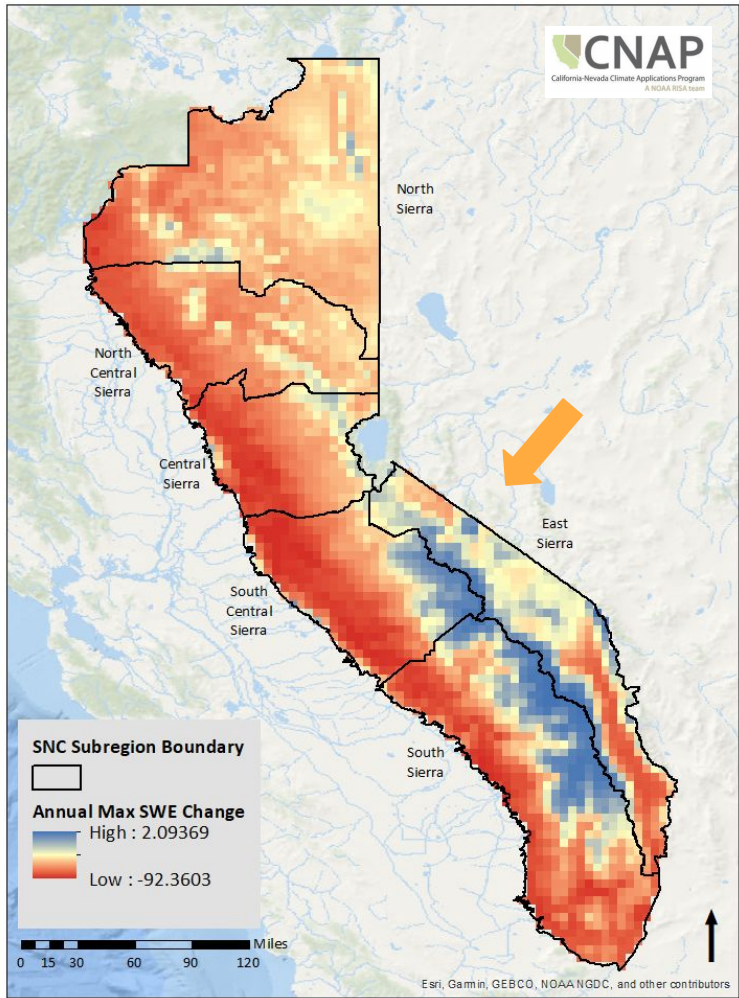 CNAP
California-Nevada Climate Applications Program
A NOAA RISA team
North
Sierra
North
Central
Sierra
Central
Sierra
East
Sierra
South
Central
Sierra
South
Sierra
SNC Subregion Boundary
Annual Max SWE Change
High : 2.09369
Low : -92.3603
Miles
0 15 30 60 90 120
Esri, Garmin, GEBCO, NOAA NGDC, and other contributors